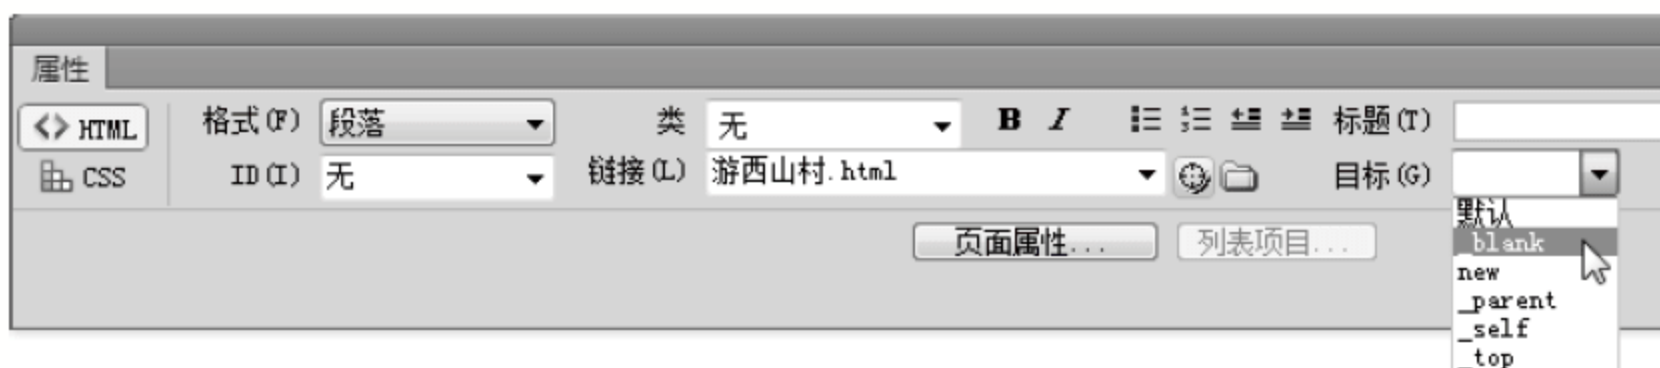 属性
<> HTML 格式(F) 段落 类 无 B I 标题(T)
CSS ID(I) 无 链接(L) 游西山村.html 目标(G)
页面属性... 列表项目...
默认
_blank
new
_parent
_self
_top